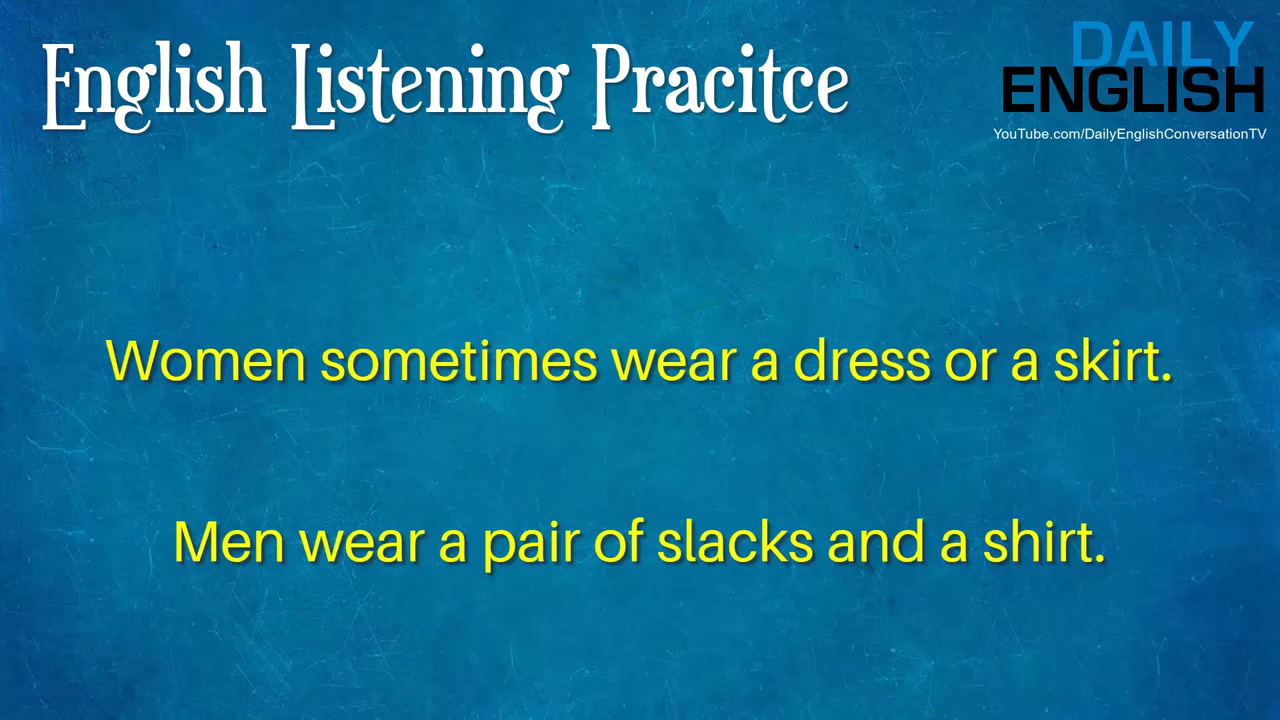 English Listening Pracitce
DAILY
ENGLISH
YouTube.com/DailyEnglishConversationTV
Women sometimes wear a dress or a skirt.
Men wear a pair of slacks and a shirt.